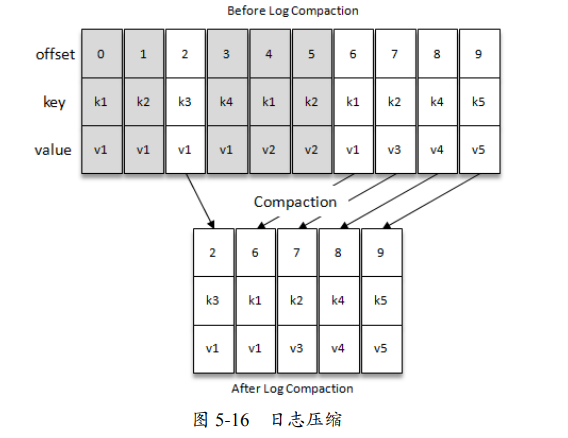 Before Log Compaction
offset 0 1 2 3 4 5 6 7 8 9
key k1 k2 k3 k4 k1 k2 k1 k2 k4 k5
value v1 v1 v1 v1 v2 v2 v1 v3 v4 v5
Compaction
2 6 7 8 9
k3 k1 k2 k4 k5
v1 v1 v3 v4 v5
After Log Compaction
图 5-16 日志压缩